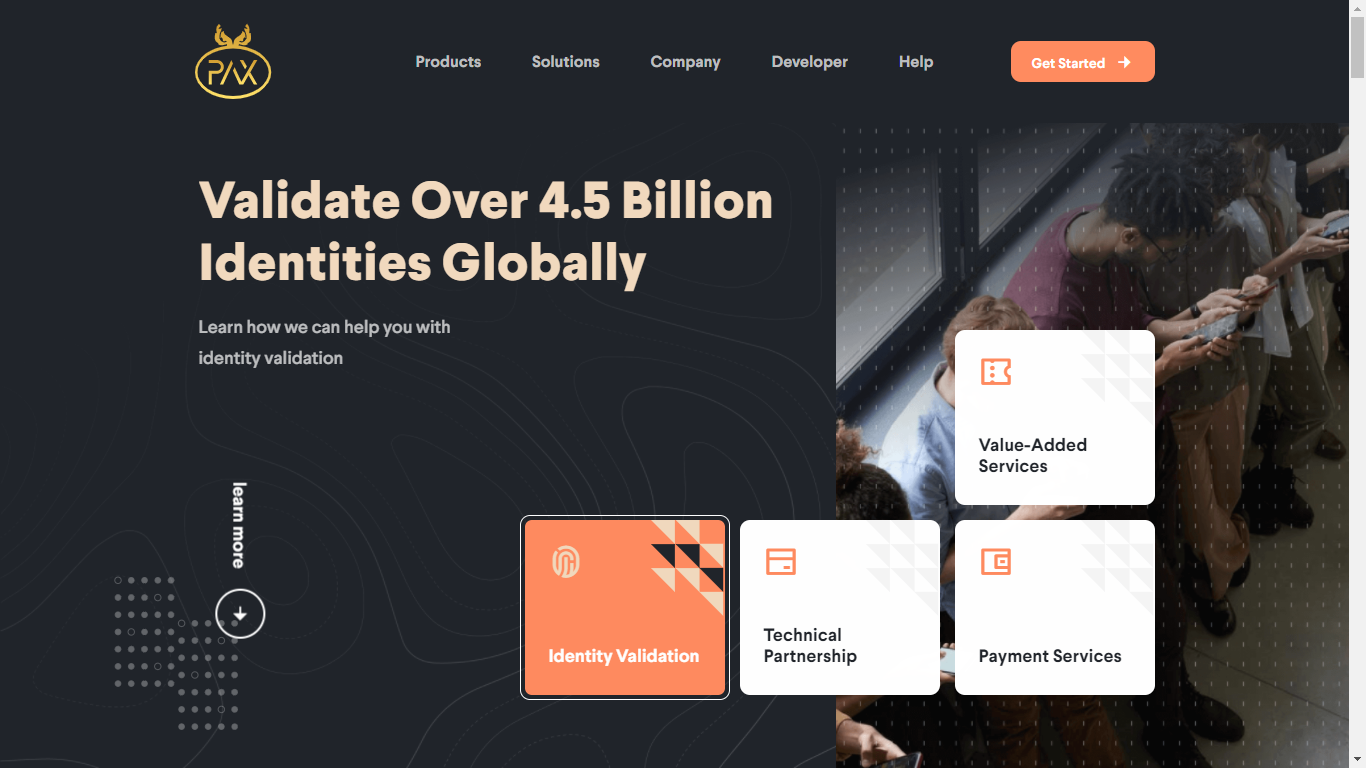 PAX
Products
Solutions
Company
Developer
Help
Get Started
Validate Over 4.5 Billion
Identities Globally
Learn how we can help you with
identity validation
learn more
Value-Added
Services
Identity Validation
Technical
Partnership
Payment Services